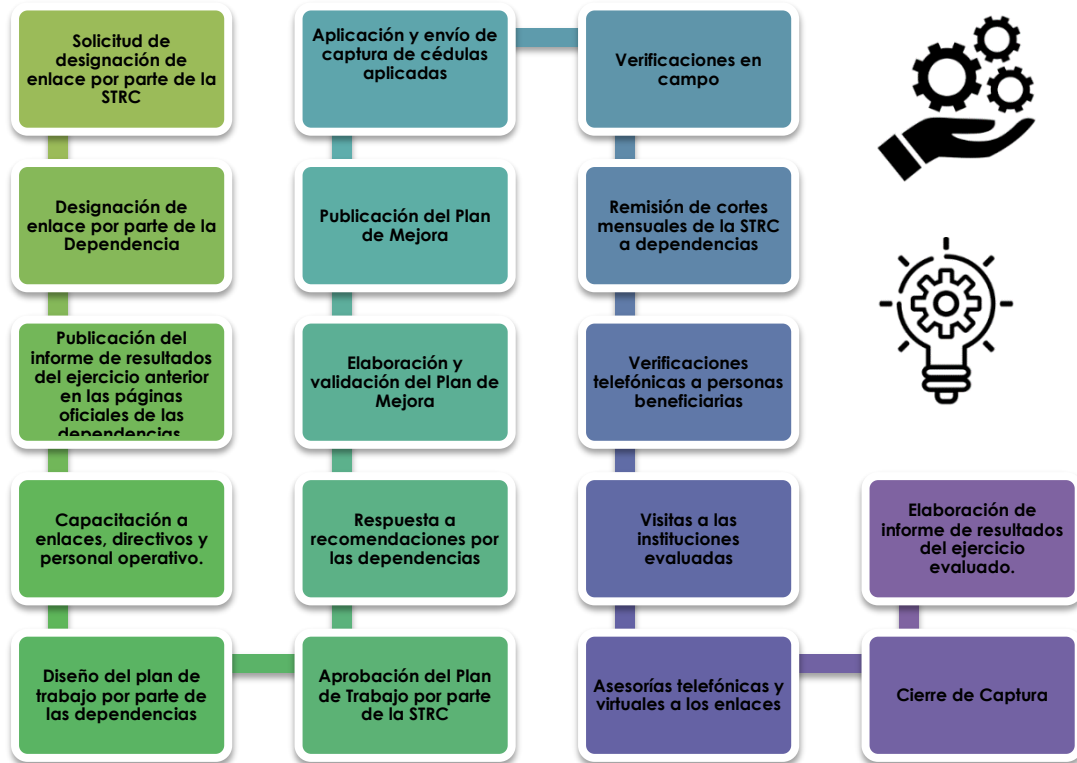 Solicitud de
designación de
enlace por parte de la
STRC
Designación de
enlace por parte de la
Dependencia
Publicación del
informe de resultados
del ejercicio anterior
en las páginas
oficiales de las
dependencias
Capacitación a
enlaces, directivos y
personal operativo.
Diseño del plan de
trabajo por parte de
las dependencias
Aprobación del Plan
de Trabajo por parte
de la STRC
Respuesta a
recomendaciones por
las dependencias
Elaboración y
validación del Plan de
Mejora
Publicación del Plan
de Mejora
Aplicación y envío de
captura de cédulas
aplicadas
Verificaciones en
campo
Remisión de cortes
mensuales de la STRC
a dependencias
Verificaciones
telefónicas a personas
beneficiarias
Visitas a las
instituciones
evaluadas
Asesorías telefónicas y
virtuales a los enlaces
Cierre de Captura
Elaboración de
informe de resultados
del ejercicio
evaluado.